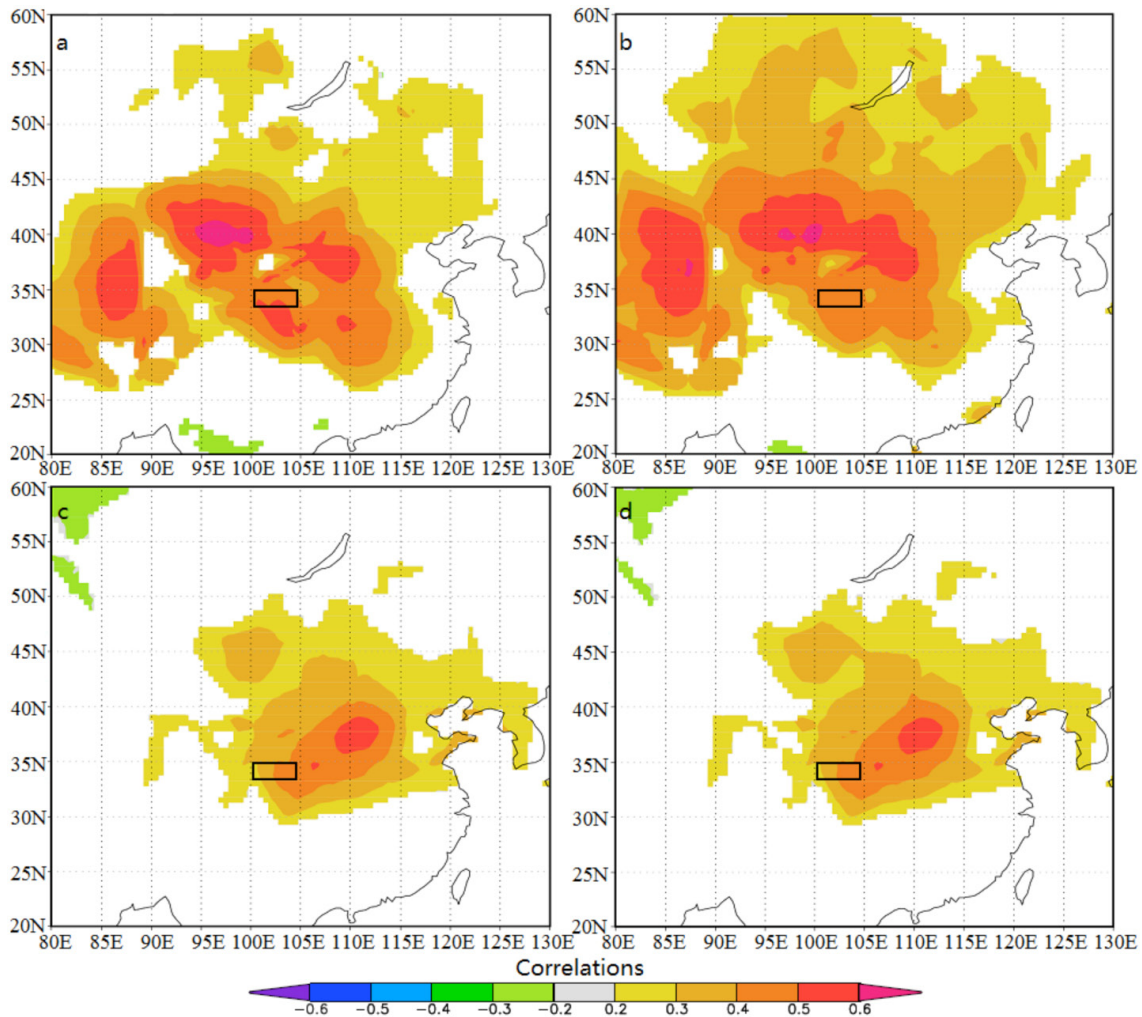 60N
a
55N
50N
45N
40N
35N
30N
25N
20N
80E 85E 90E 95E 100E 105E 110E 115E 120E 125E 130E
60N
b
55N
50N
45N
40N
35N
30N
25N
20N
80E 85E 90E 95E 100E 105E 110E 115E 120E 125E 130E
60N
c
55N
50N
45N
40N
35N
30N
25N
20N
80E 85E 90E 95E 100E 105E 110E 115E 120E 125E 130E
60N
d
55N
50N
45N
40N
35N
30N
25N
20N
80E 85E 90E 95E 100E 105E 110E 115E 120E 125E 130E
Correlations
−0.6 −0.5 −0.4 −0.3 −0.2 0.2 0.3 0.4 0.5 0.6